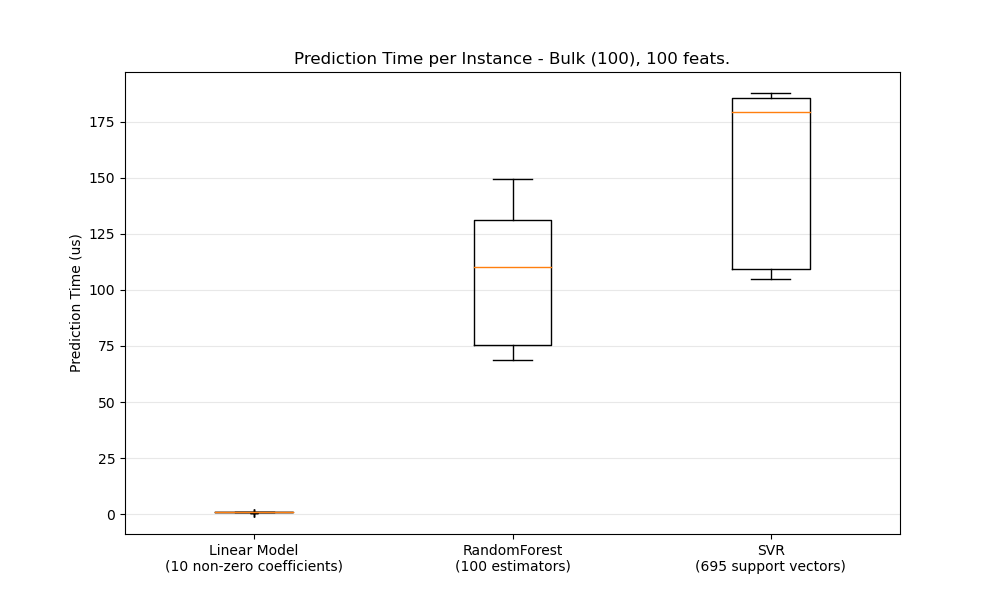 Prediction Time per Instance - Bulk (100), 100 feats.
Prediction Time (us)
175
150
125
100
75
50
25
0
Linear Model
(10 non-zero coefficients)
RandomForest
(100 estimators)
SVR
(695 support vectors)